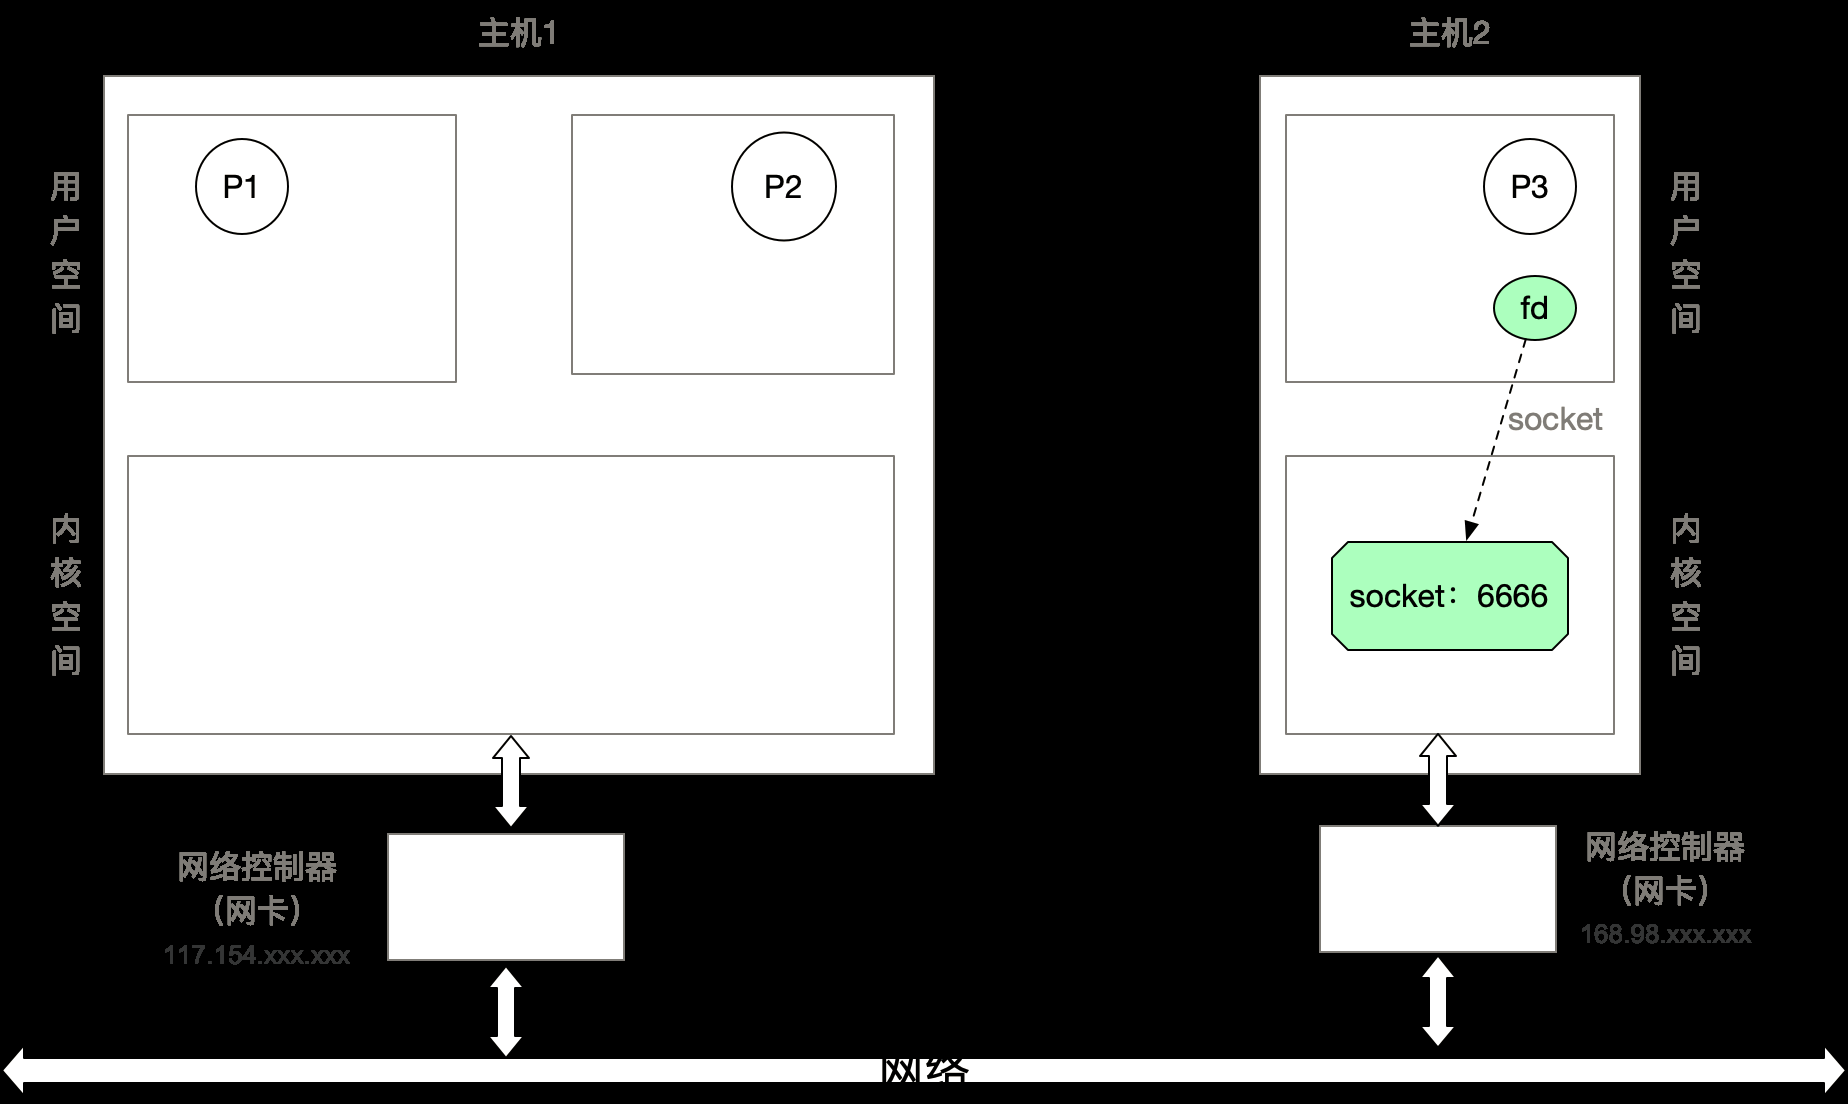 主机1
主机2
用户空间
P1
P2
P3
用户空间
fd
socket
内核空间
socket：6666
内核空间
网络控制器
（网卡）
117.154.xxx.xxx
网络控制器
（网卡）
168.98.xxx.xxx
网络